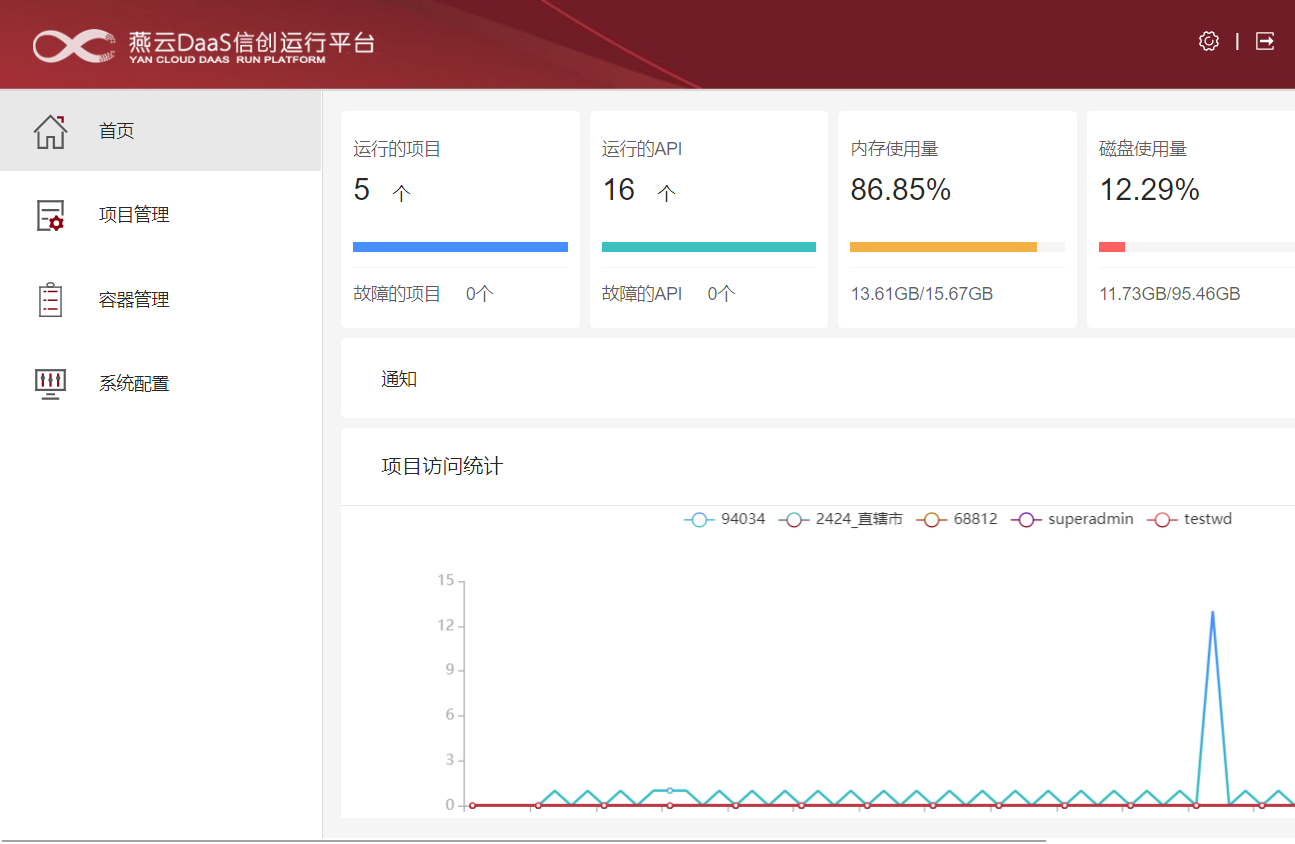 燕云DaaS信创运行平台
YAN CLOUD DAAS RUN PLATFORM
首页
项目管理
容器管理
系统配置
运行的项目
5 个
故障的项目 0个
运行的API
16 个
故障的API 0个
内存使用量
86.85%
13.61GB/15.67GB
磁盘使用量
12.29%
11.73GB/95.46GB
通知
项目访问统计
94034 2424_直辖市 68812 superadmin testwd
15
12
9
6
3
0